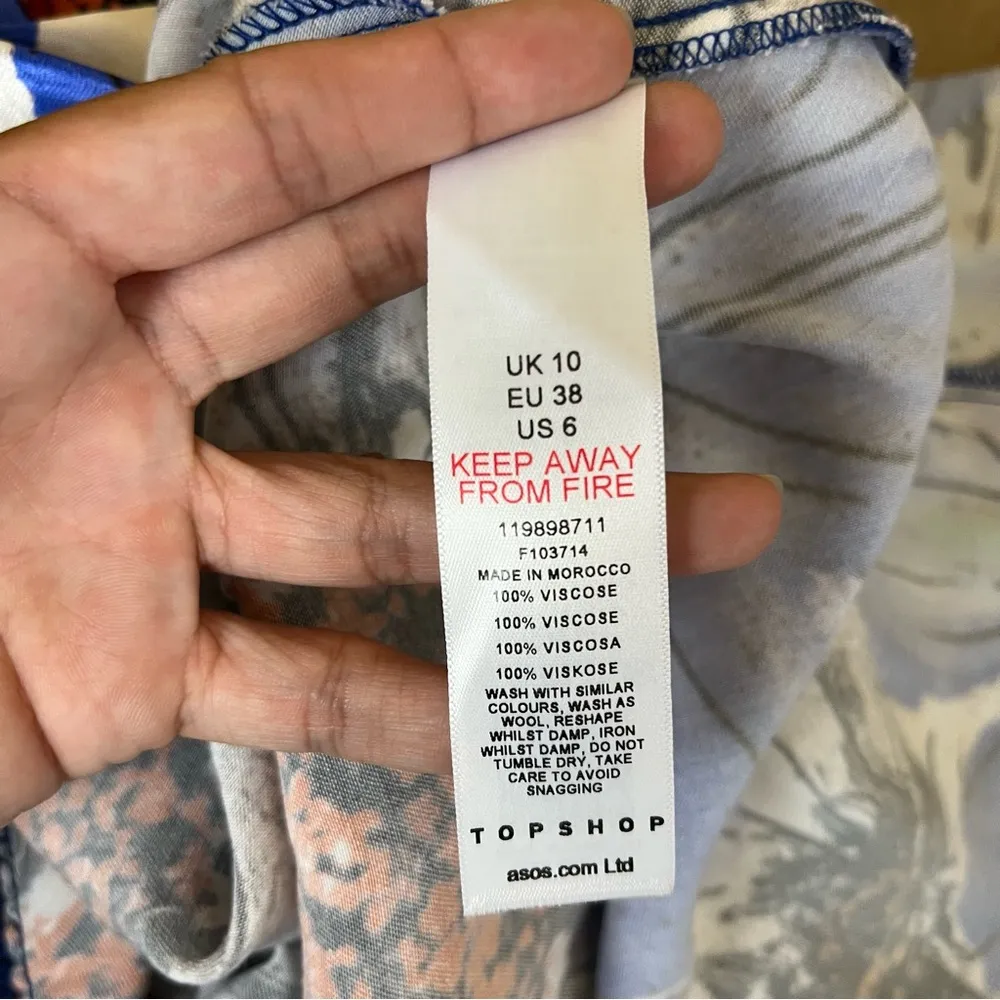 UK 10
EU 38
US 6
KEEP AWAY
FROM FIRE
119898711
F103714
MADE IN MOROCCO
100% VISCOSE
100% VISCOSE
100% VISCOSA
100% VISKOSE
WASH WITH SIMILAR
COLOURS, WASH AS
WOOL, RESHAPE
WHILST DAMP, IRON
WHILST DAMP, DO NOT
TUMBLE DRY, TAKE
CARE TO AVOID
SNAGGING
TOPSHOP
asos.com Ltd